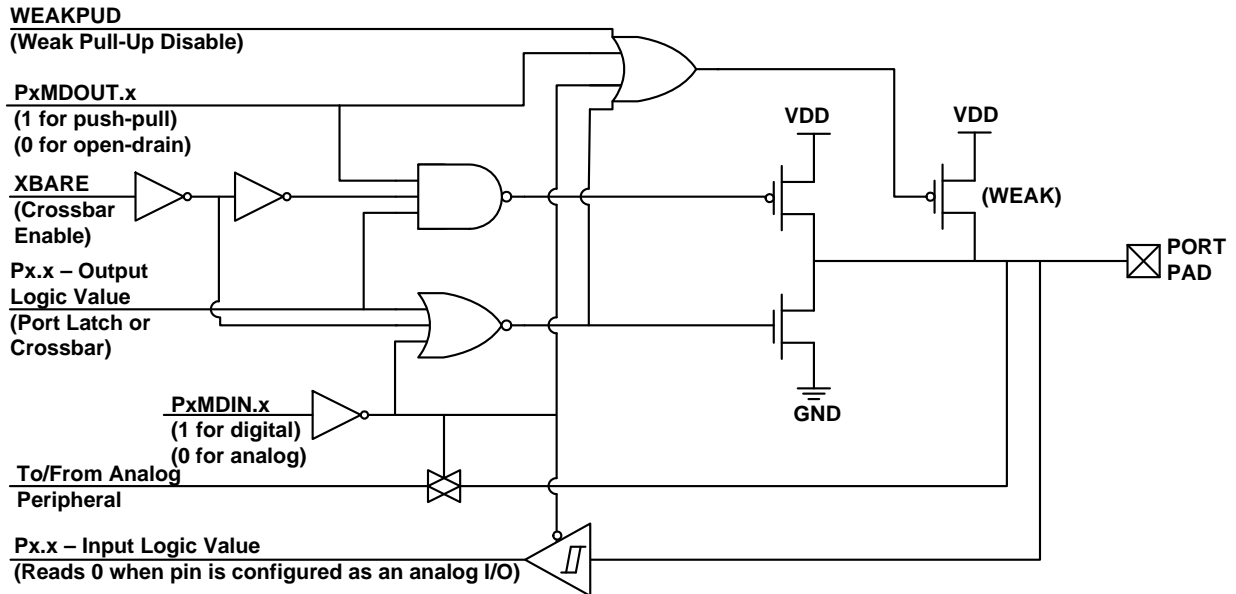 WEAKPUD
(Weak Pull-Up Disable)
PxMDOUT.x
(1 for push-pull)
(0 for open-drain)
XBARE
(Crossbar
Enable)
Px.x – Output
Logic Value
(Port Latch or
Crossbar)
PxMDIN.x
(1 for digital)
(0 for analog)
To/From Analog
Peripheral
Px.x – Input Logic Value
(Reads 0 when pin is configured as an analog I/O)
VDD
VDD
(WEAK)
PORT
PAD
GND